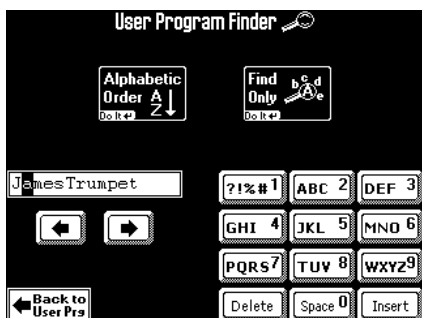 User Program Finder
Alphabetic
Order A Z
Do It
Find
Only b c d A e
Do It
JamesTrumpet
?!%#1 ABC 2 DEF 3
GHI 4 JKL 5 MNO 6
PQRS7 TUV 8 WXYZ9
Back to
User Prg
Delete Space 0 Insert